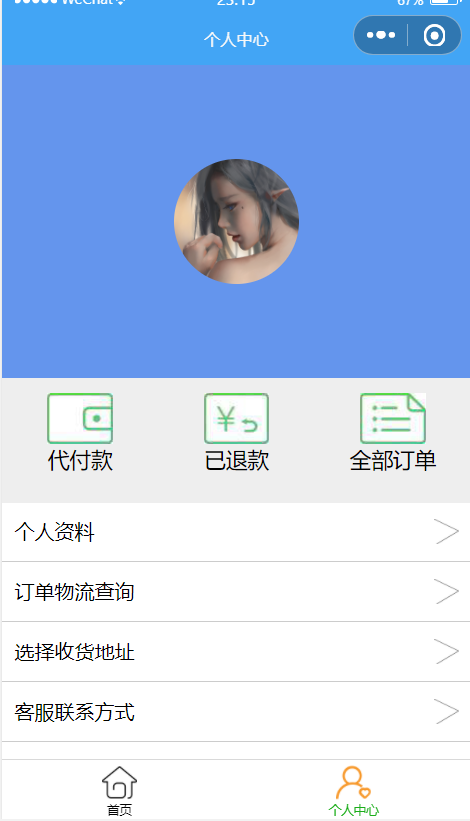 WeChat
23:15
67%
个人中心
代付款
已退款
全部订单
个人资料
订单物流查询
选择收货地址
客服联系方式
首页
个人中心